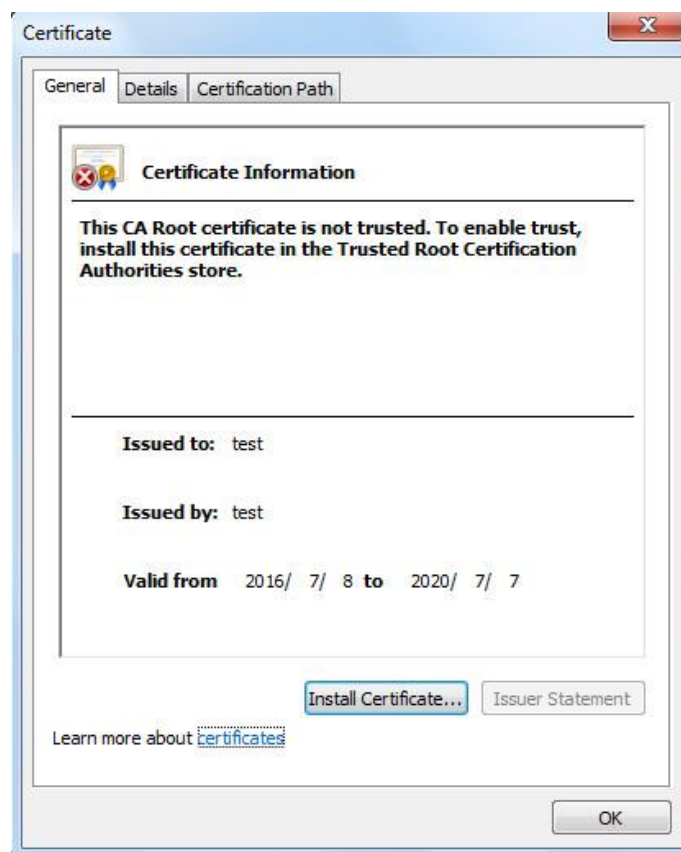 Certificate
General Details Certification Path
Certificate Information
This CA Root certificate is not trusted. To enable trust,
install this certificate in the Trusted Root Certification
Authorities store.
Issued to: test
Issued by: test
Valid from 2016/ 7/ 8 to 2020/ 7/ 7
Install Certificate... Issuer Statement
Learn more about certificates
OK